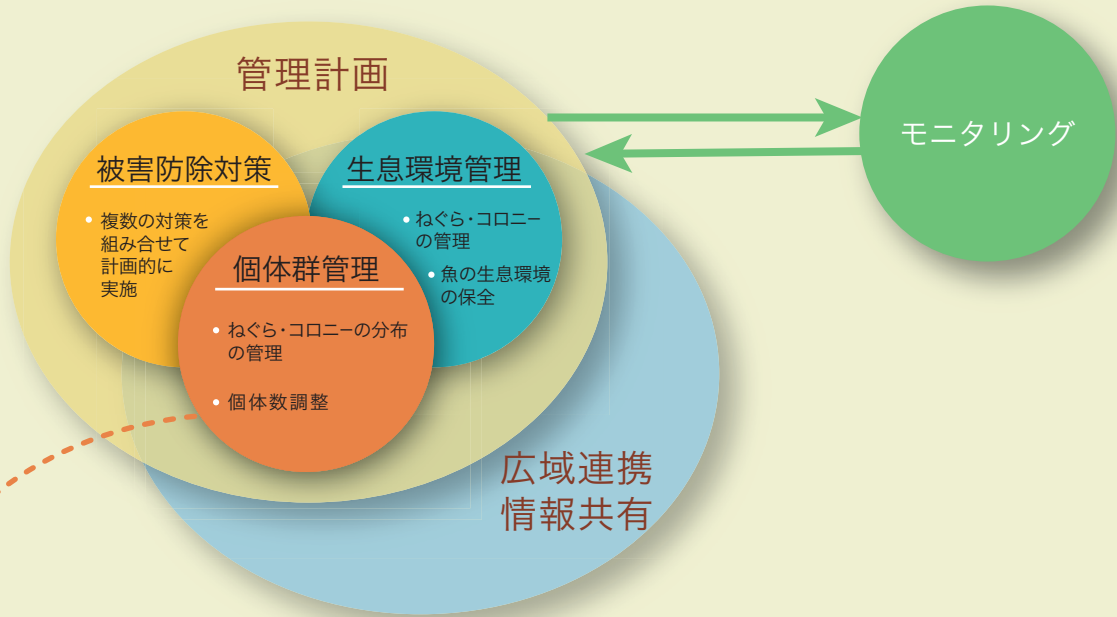 管理計画
被害防除対策
• 複数の対策を
組み合せて
計画的に
実施
生息環境管理
• ねぐら・コロニー
の管理
• 魚の生息環境
の保全
個体群管理
• ねぐら・コロニーの分布
の管理
• 個体数調整
広域連携
情報共有
モニタリング